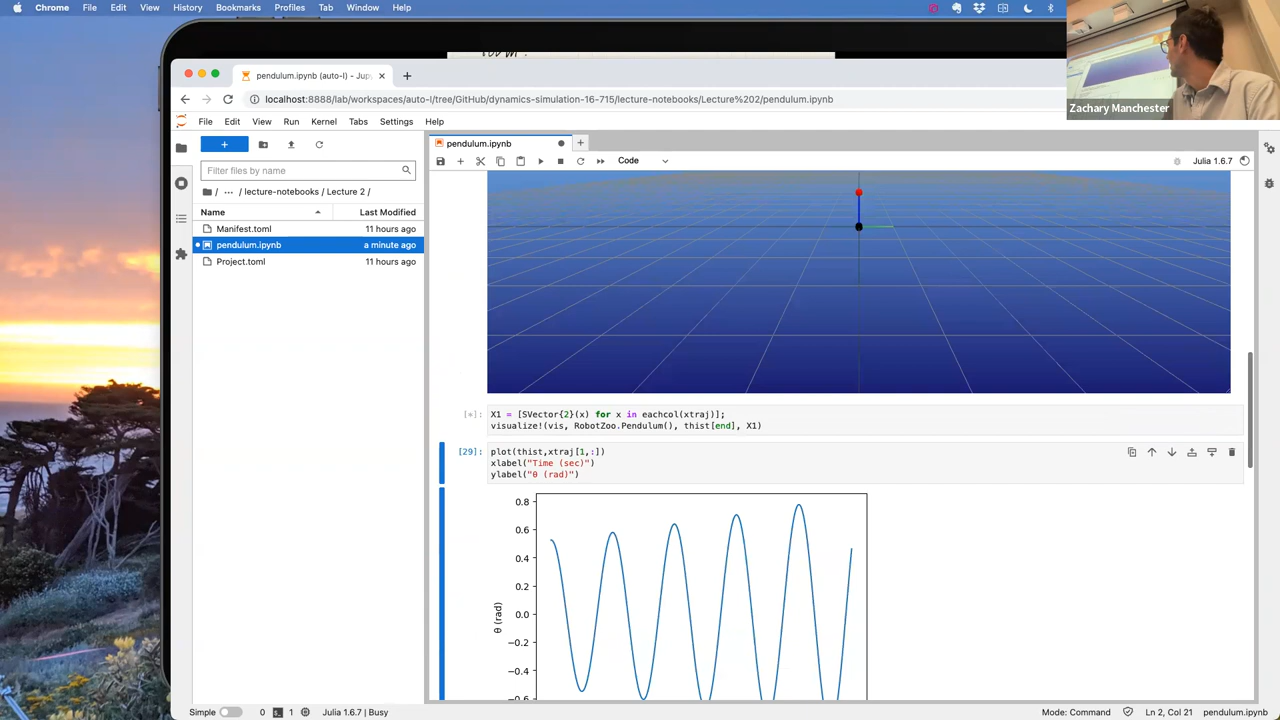 Chrome File Edit View History Bookmarks Profiles Tab Window Help
Zachary Manchester
pendulum.ipynb (auto-I) - Jup
localhost:8888/lab/workspaces/auto-I/tree/GitHub/dynamics-simulation-16-715/lecture-notebooks/Lecture%202/pendulum.ipynb
File Edit View Run Kernel Tabs Settings Help
pendulum.ipynb
Code
Julia 1.6.7
Filter files by name
/ ... / lecture-notebooks / Lecture 2 /
Name Last Modified
Manifest.toml 11 hours ago
pendulum.ipynb a minute ago
Project.toml 11 hours ago
[*]: X1 = [SVector{2}(x) for x in eachcol(xtraj)];
visualize!(vis, RobotZoo.Pendulum(), thist[end], X1)
[29]: plot(thist,xtraj[1,:])
xlabel("Time (sec)")
ylabel("θ (rad)")
0.8
0.6
0.4
0.2
0.0
θ (rad)
−0.2
−0.4
−0.6
Simple 0 1 Julia 1.6.7 | Busy Mode: Command Ln 2, Col 21 pendulum.ipynb